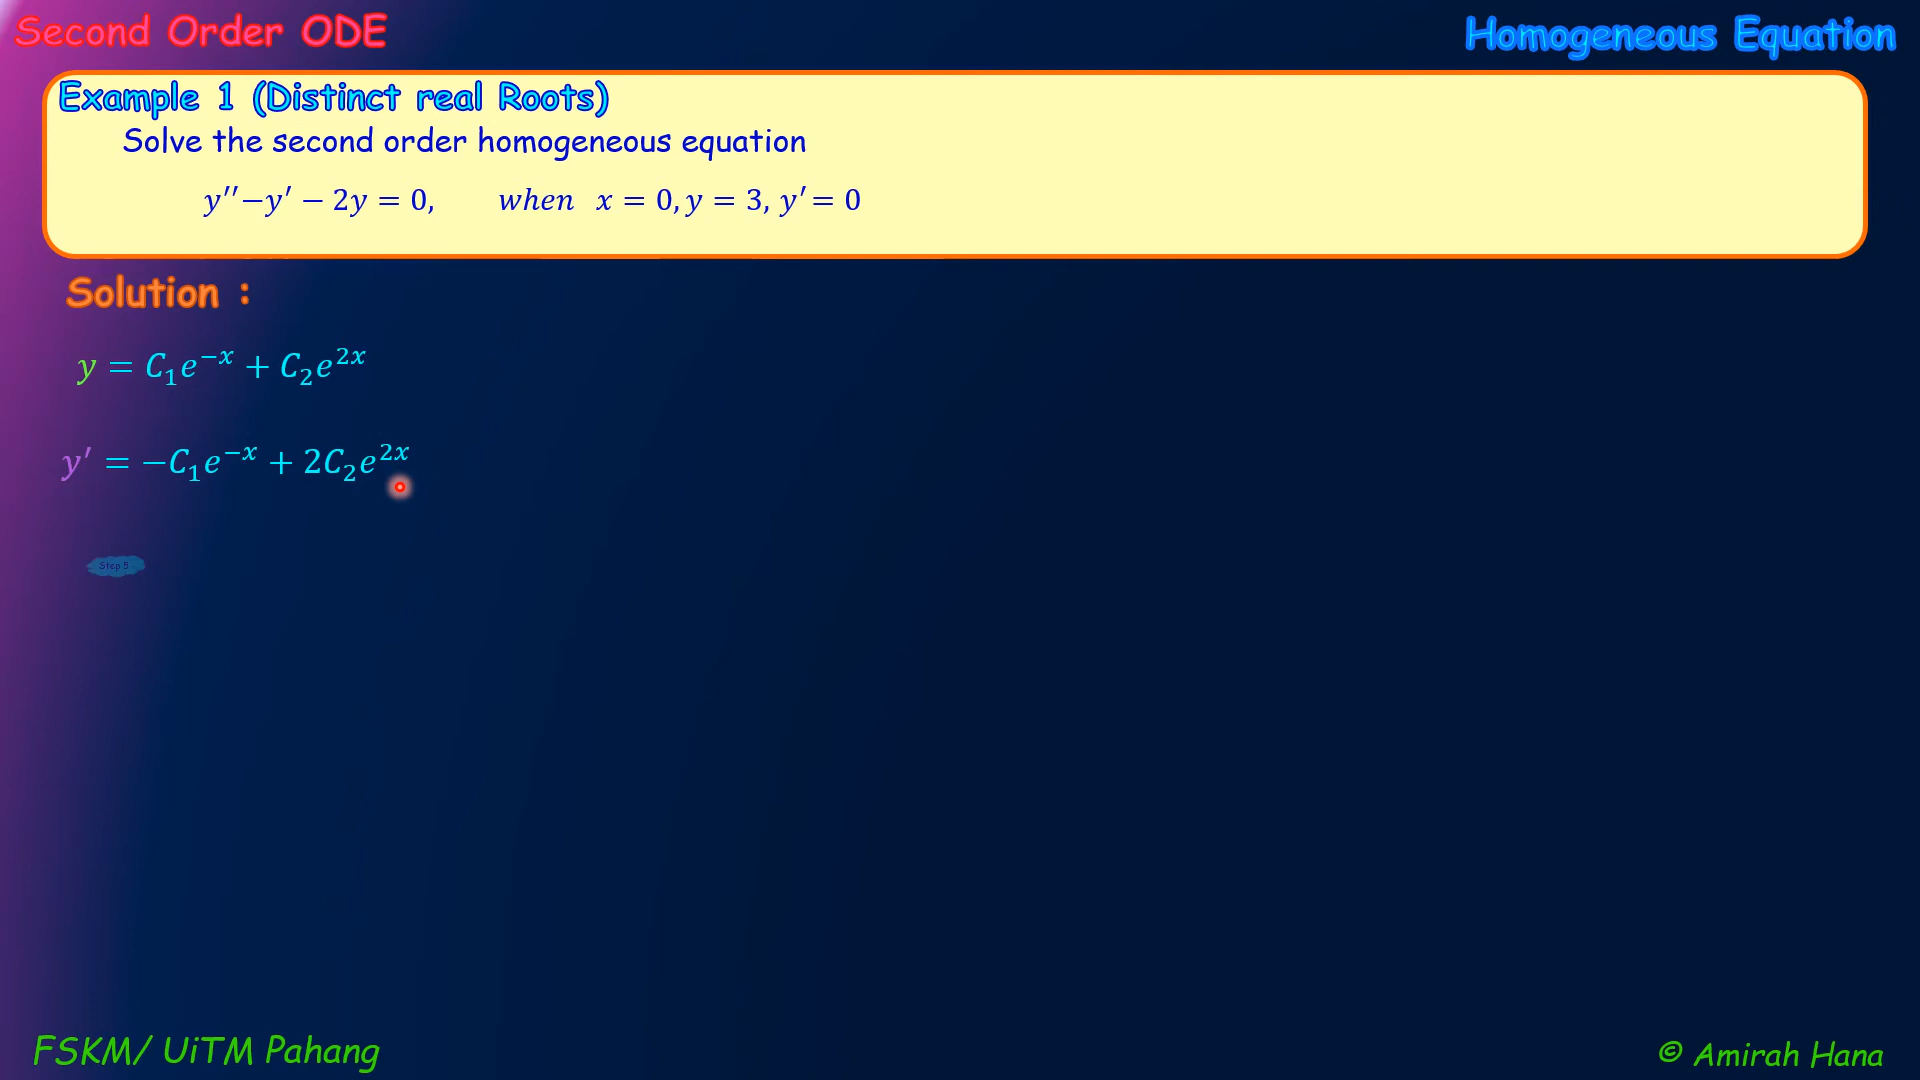 Second Order ODE
Homogeneous Equation
Example 1 (Distinct real Roots)
Solve the second order homogeneous equation
y′′−y′ − 2y = 0, when x = 0, y = 3, y′ = 0
Solution :
y = C₁e⁻ˣ + C₂e²ˣ
y′ = −C₁e⁻ˣ + 2C₂e²ˣ
Step 5
FSKM/ UiTM Pahang
© Amirah Hana